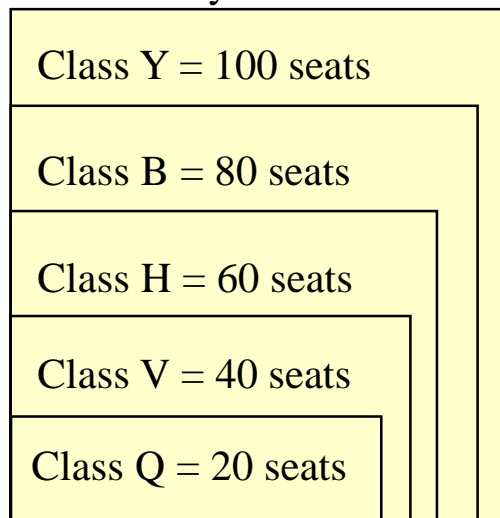 Class Y = 100 seats
Class B = 80 seats
Class H = 60 seats
Class V = 40 seats
Class Q = 20 seats